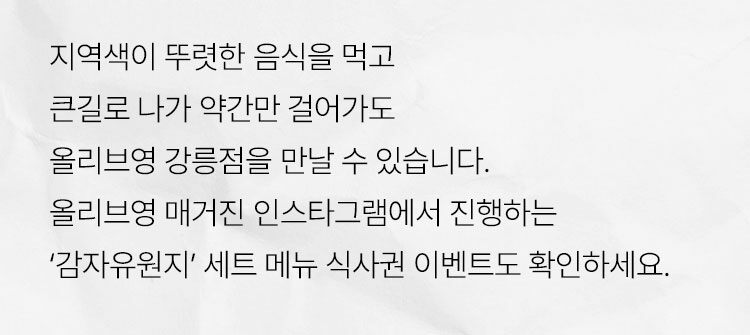 지역색이 뚜렷한 음식을 먹고
큰길로 나가 약간만 걸어가도
올리브영 강릉점을 만날 수 있습니다.
올리브영 매거진 인스타그램에서 진행하는
‘감자유원지’ 세트 메뉴 식사권 이벤트도 확인하세요.